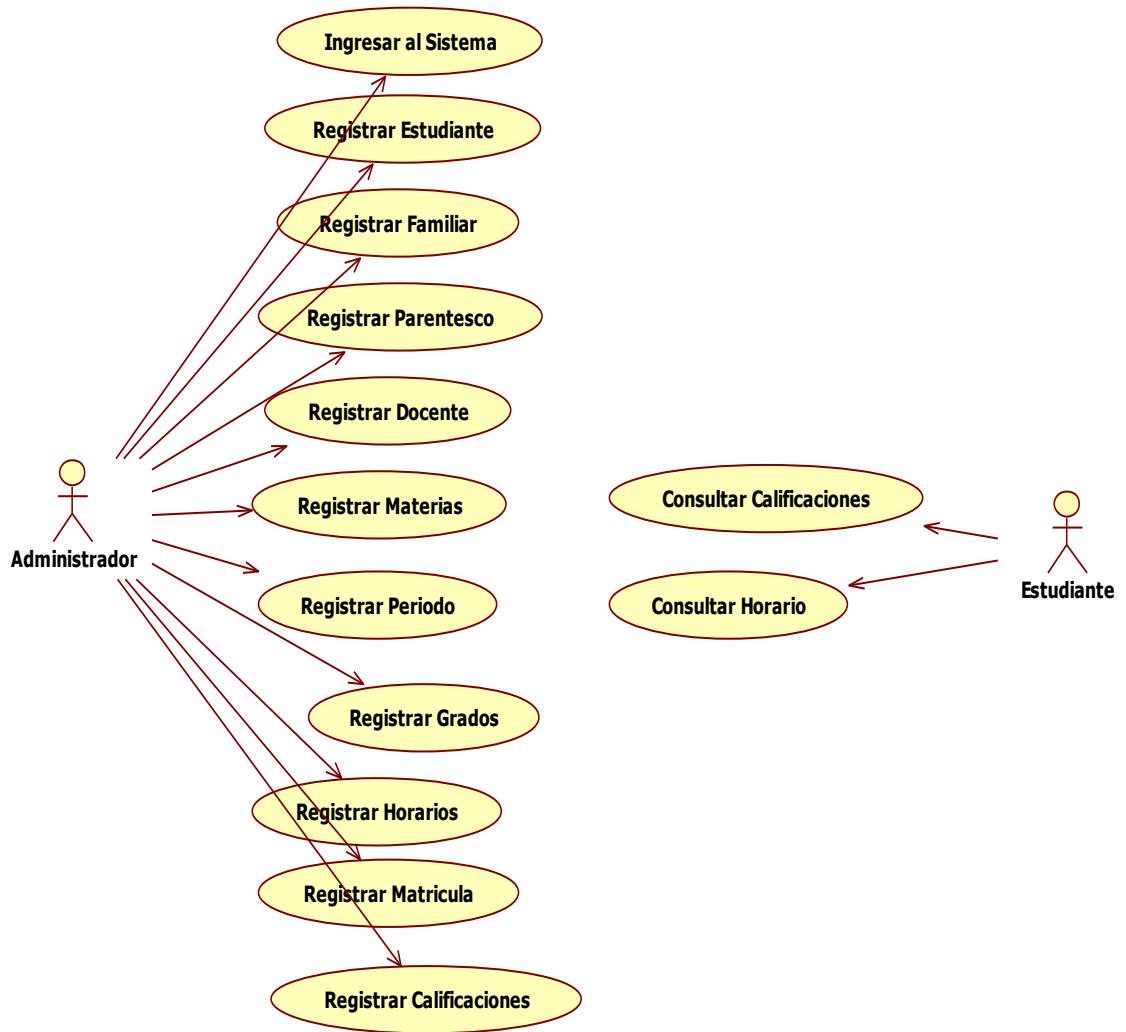 Ingresar al Sistema
Registrar Estudiante
Registrar Familiar
Registrar Parentesco
Registrar Docente
Registrar Materias
Registrar Periodo
Registrar Grados
Registrar Horarios
Registrar Matricula
Registrar Calificaciones
Administrador
Consultar Calificaciones
Consultar Horario
Estudiante